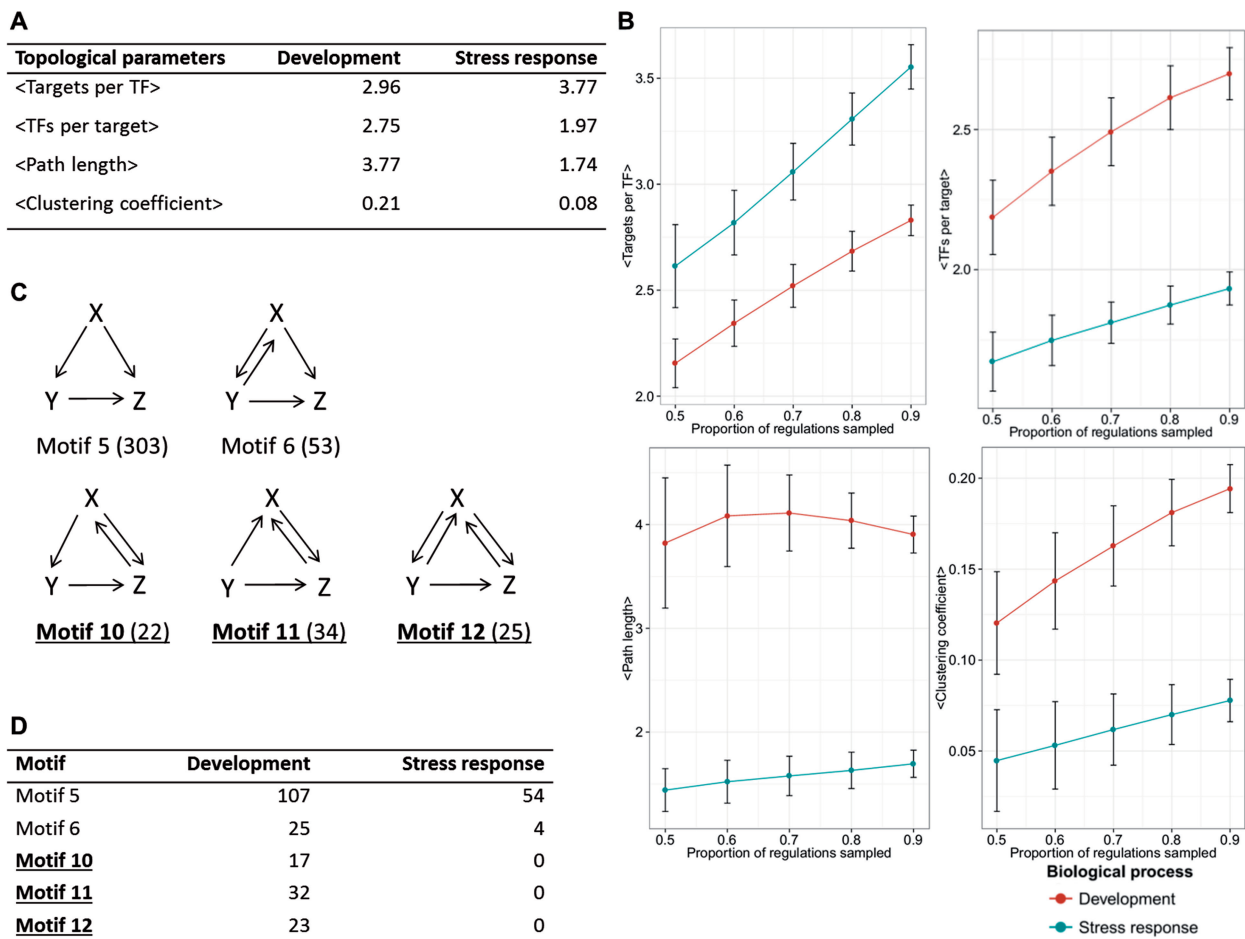 A
Topological parameters Development Stress response
<Targets per TF> 2.96 3.77
<TFs per target> 2.75 1.97
<Path length> 3.77 1.74
<Clustering coefficient> 0.21 0.08
B
<Targets per TF>
3.5
3.0
2.5
2.0
0.5 0.6 0.7 0.8 0.9
Proportion of regulations sampled
<TFs per target>
2.5
2.0
0.5 0.6 0.7 0.8 0.9
Proportion of regulations sampled
<Path length>
4
3
2
0.5 0.6 0.7 0.8 0.9
Proportion of regulations sampled
<Clustering coefficient>
0.20
0.15
0.10
0.05
0.5 0.6 0.7 0.8 0.9
Proportion of regulations sampled
Biological process
Development
Stress response
C
X X
Y Z Y Z
Motif 5 (303) Motif 6 (53)
X X X
Y Z Y Z Y Z
Motif 10 (22) Motif 11 (34) Motif 12 (25)
D
Motif Development Stress response
Motif 5 107 54
Motif 6 25 4
Motif 10 17 0
Motif 11 32 0
Motif 12 23 0